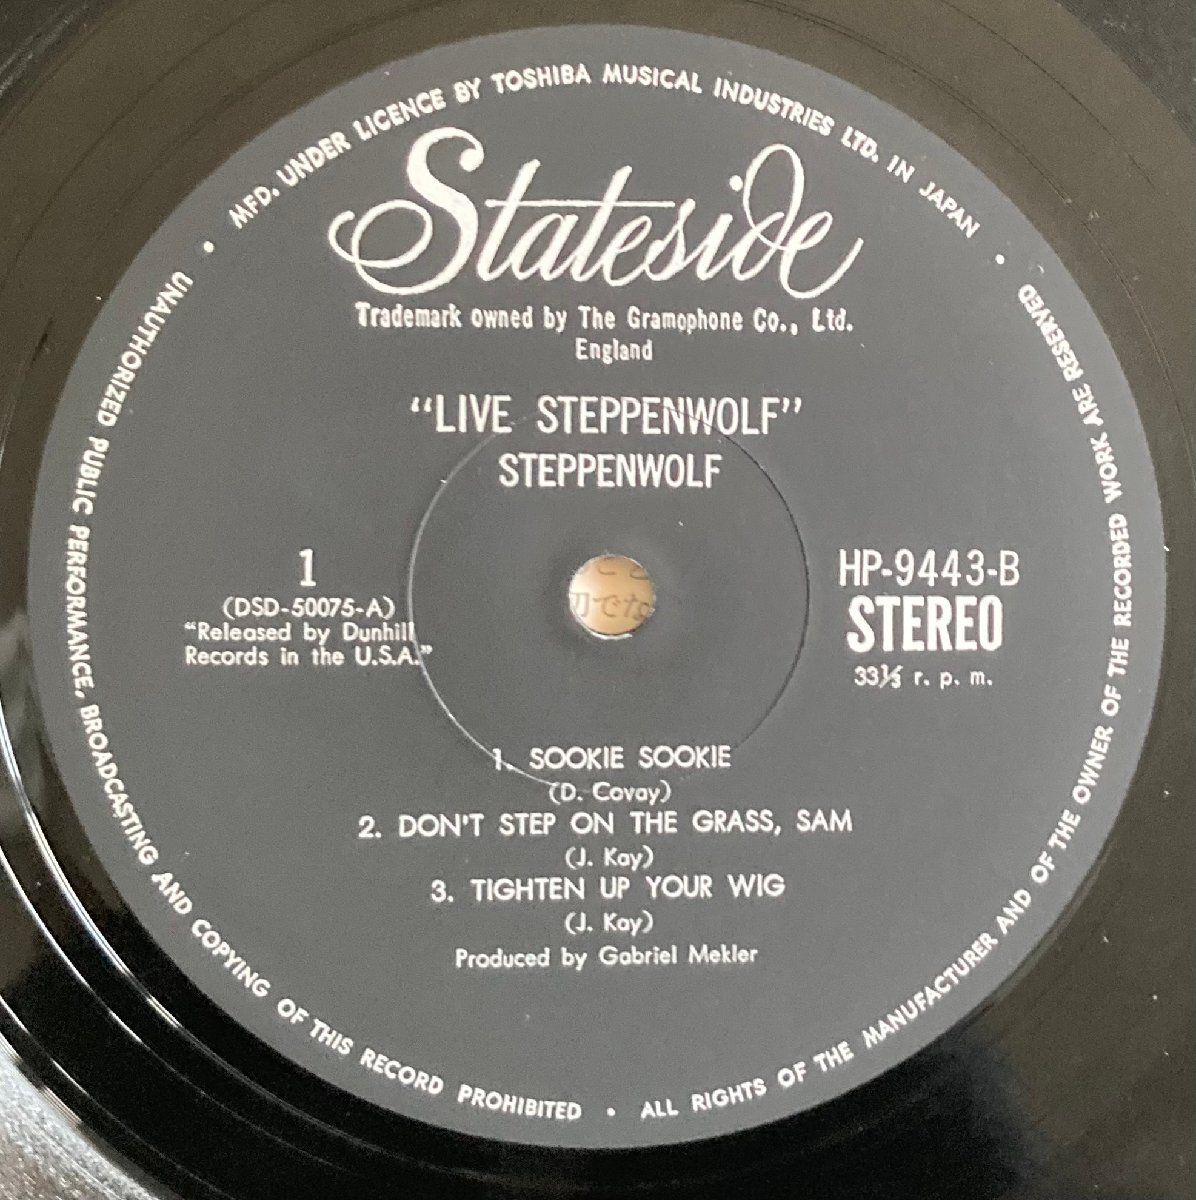 MFD. UNDER LICENCE BY TOSHIBA MUSICAL INDUSTRIES LTD. IN JAPAN
Stateside
Trademark owned by The Gramophone Co., Ltd.
England
“LIVE STEPPENWOLF”
STEPPENWOLF
1
(DSD-50075-A)
“Released by Dunhill
Records in the U.S.A.”
HP-9443-B
STEREO
33⅓ r. p. m.
1. SOOKIE SOOKIE
(D. Covay)
2. DON'T STEP ON THE GRASS, SAM
(J. Kay)
3. TIGHTEN UP YOUR WIG
(J. Kay)
Produced by Gabriel Mekler
UNAUTHORIZED PUBLIC PERFORMANCE, BROADCASTING AND COPYING OF THIS RECORD PROHIBITED • ALL RIGHTS OF THE MANUFACTURER AND OF THE OWNER OF THE RECORDED WORK ARE RESERVED